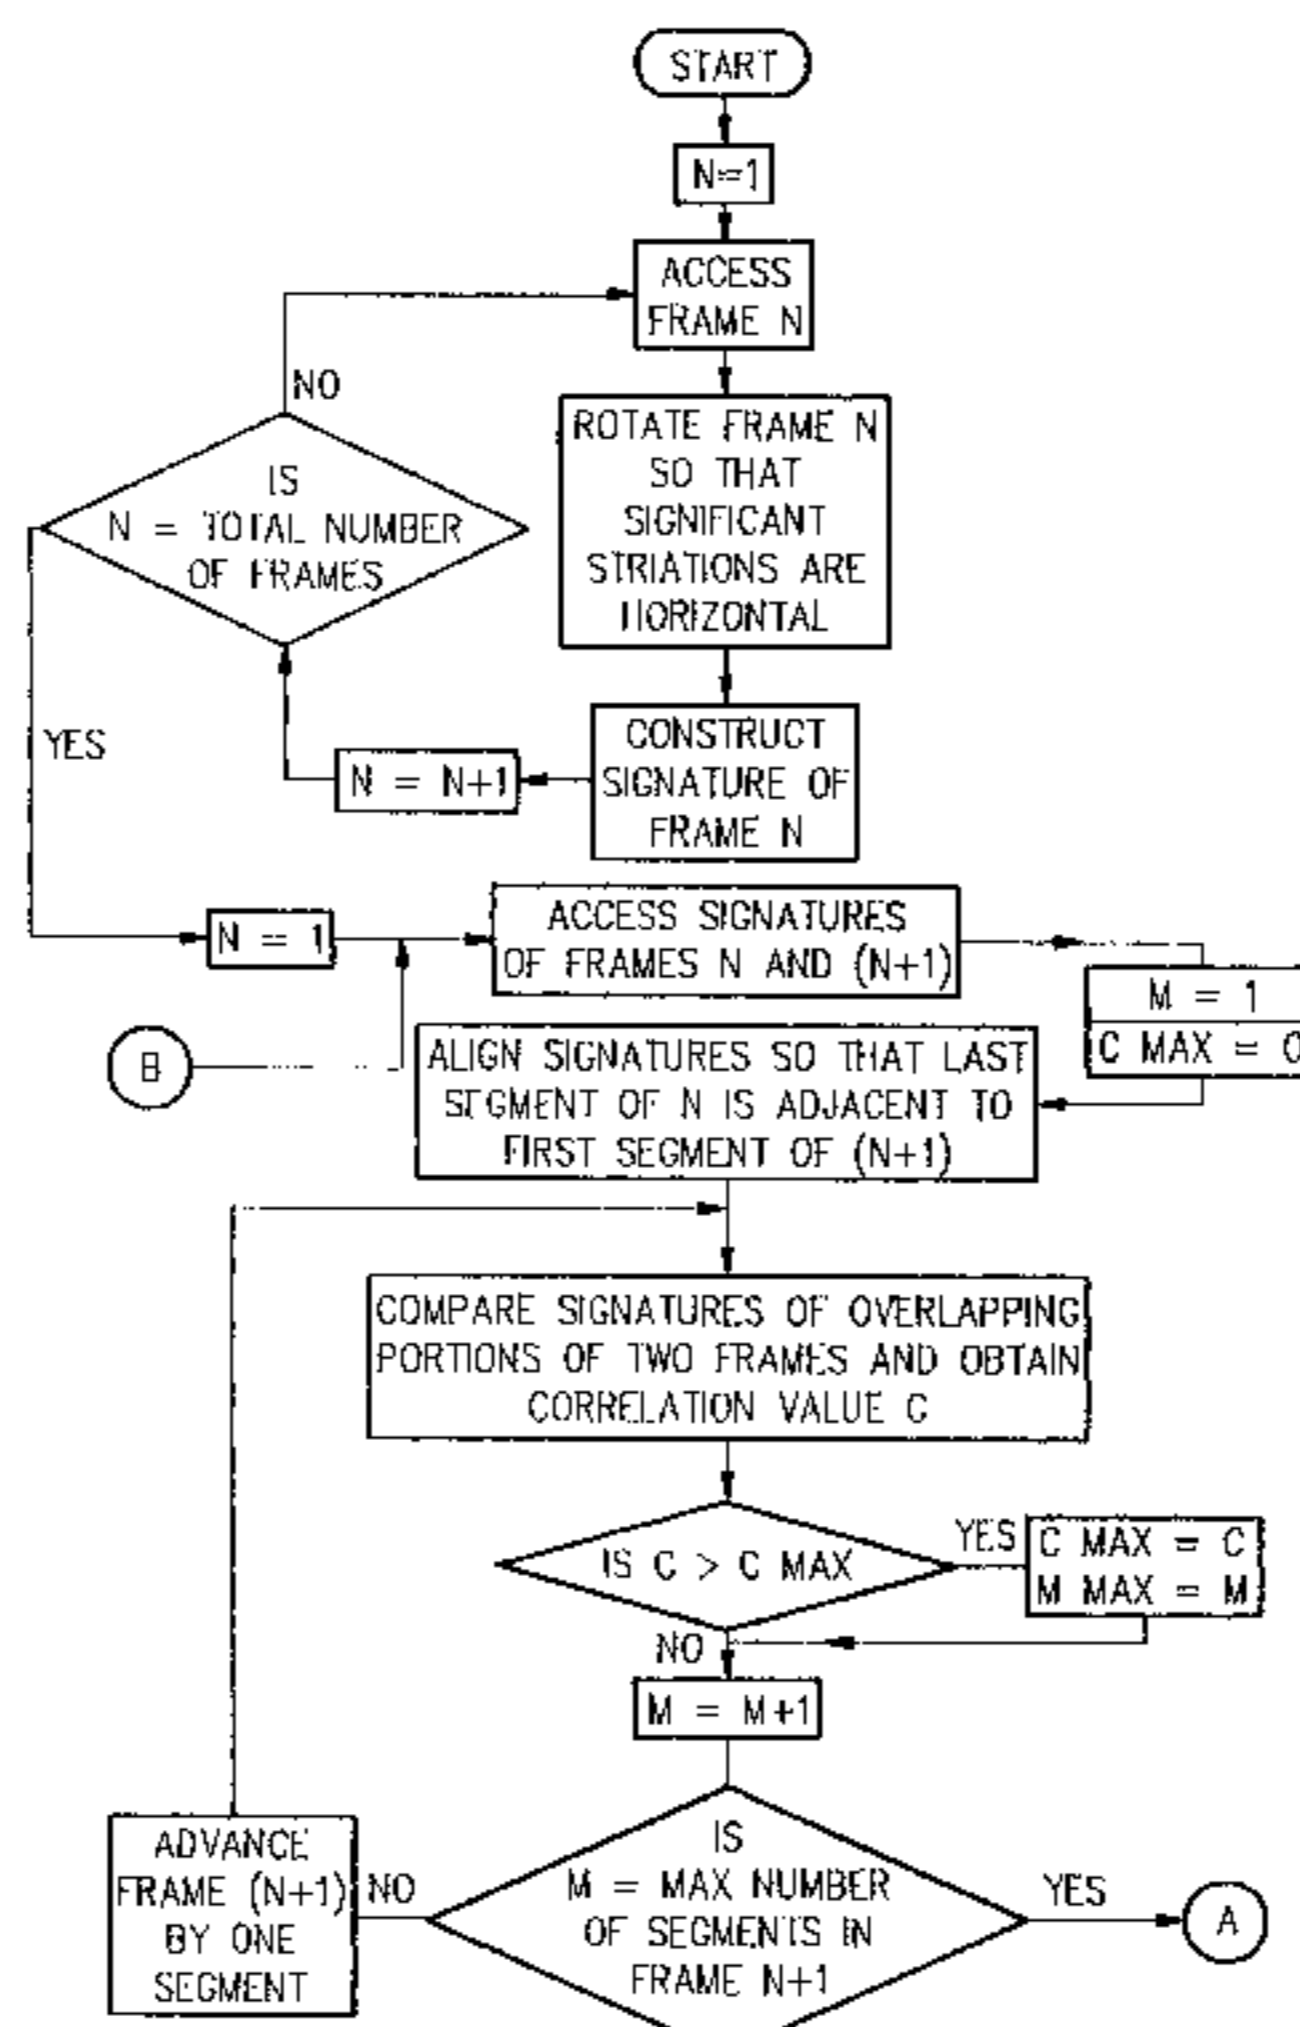 START
N=1
ACCESS
FRAME N
ROTATE FRAME N
SO THAT
SIGNIFICANT
STRIATIONS ARE
HORIZONTAL
NO
IS
N = TOTAL NUMBER
OF FRAMES
YES
CONSTRUCT
SIGNATURE OF
FRAME N
N = N+1
N = 1
ACCESS SIGNATURES
OF FRAMES N AND (N+1)
M = 1
C MAX = 0
B
ALIGN SIGNATURES SO THAT LAST
SEGMENT OF N IS ADJACENT TO
FIRST SEGMENT OF (N+1)
COMPARE SIGNATURES OF OVERLAPPING
PORTIONS OF TWO FRAMES AND OBTAIN
CORRELATION VALUE C
IS C > C MAX
YES
C MAX = C
M MAX = M
NO
M = M+1
IS
M = MAX NUMBER
OF SEGMENTS IN
FRAME N+1
NO
ADVANCE
FRAME (N+1)
BY ONE
SEGMENT
YES
A